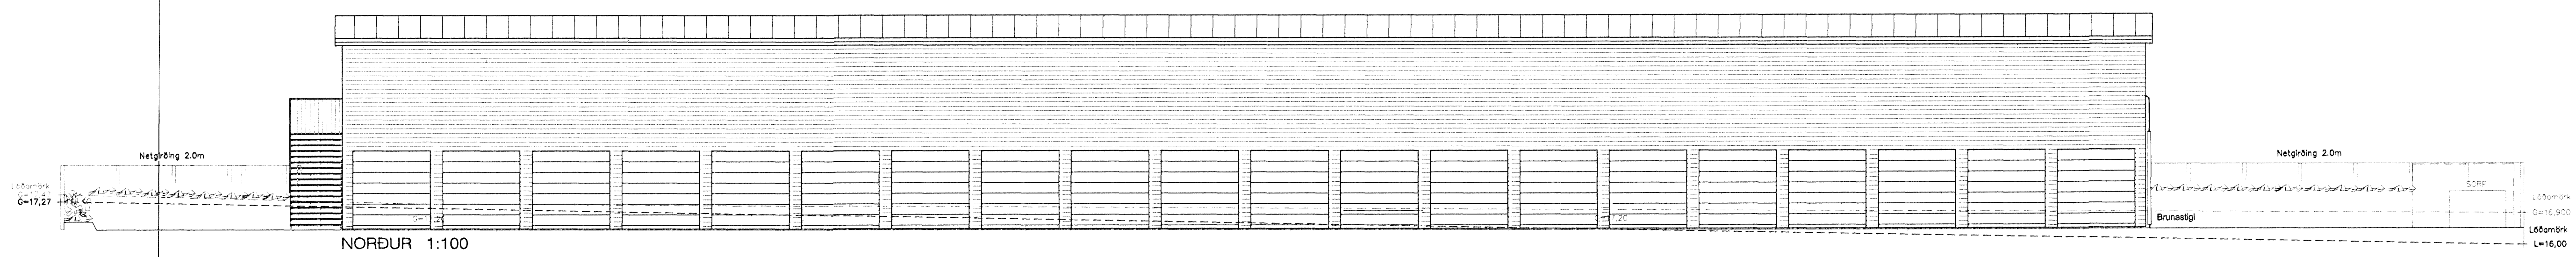 Netgirðing 2.0m
Lóðamörk
G=17,27
NORÐUR 1:100
Netgirðing 2.0m
SORP
Brunastigi
Lóðamörk
G=16,900
Lóðamörk
L=16,00